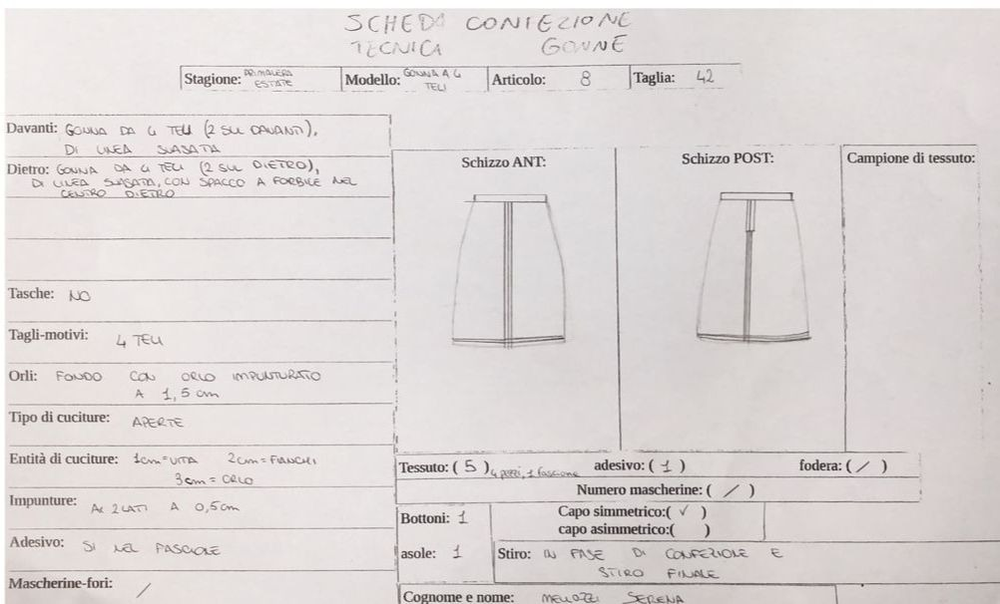 SCHEDA CONFEZIONE
TECNICA GONNE
Stagione: PRIMAVERA ESTATE Modello: GONNA A 4 TELI Articolo: 8 Taglia: 42
Davanti: GONNA DA 4 TELI (2 SUL DAVANTI),
DI LINEA SVASATA
Dietro: GONNA DA 4 TELI (2 SUL DIETRO),
DI LINEA SVASATA, CON SPACCO A FORBICE NEL
CENTRO DIETRO
Schizzo ANT: Schizzo POST: Campione di tessuto:
Tasche: NO
Tagli-motivi: 4 TELI
Orli: FONDO CON ORLO IMPUNTURATO
A 1,5 cm
Tipo di cuciture: APERTE
Entità di cuciture: 1cm=VITA 2cm=FIANCHI
3cm=ORLO
Impunture: AI 2 LATI A 0,5cm
Adesivo: SI NEL FASCIONE
Mascherine-fori: /
Tessuto: ( 5 ) 4 pezzi, 1 fascione adesivo: ( 1 ) fodera: ( / )
Numero mascherine: ( / )
Bottoni: 1
Capo simmetrico:( ✓ )
capo asimmetrico:( )
asole: 1
Stiro: IN FASE DI CONFEZIONE E
STIRO FINALE
Cognome e nome: MELOZZI SERENA